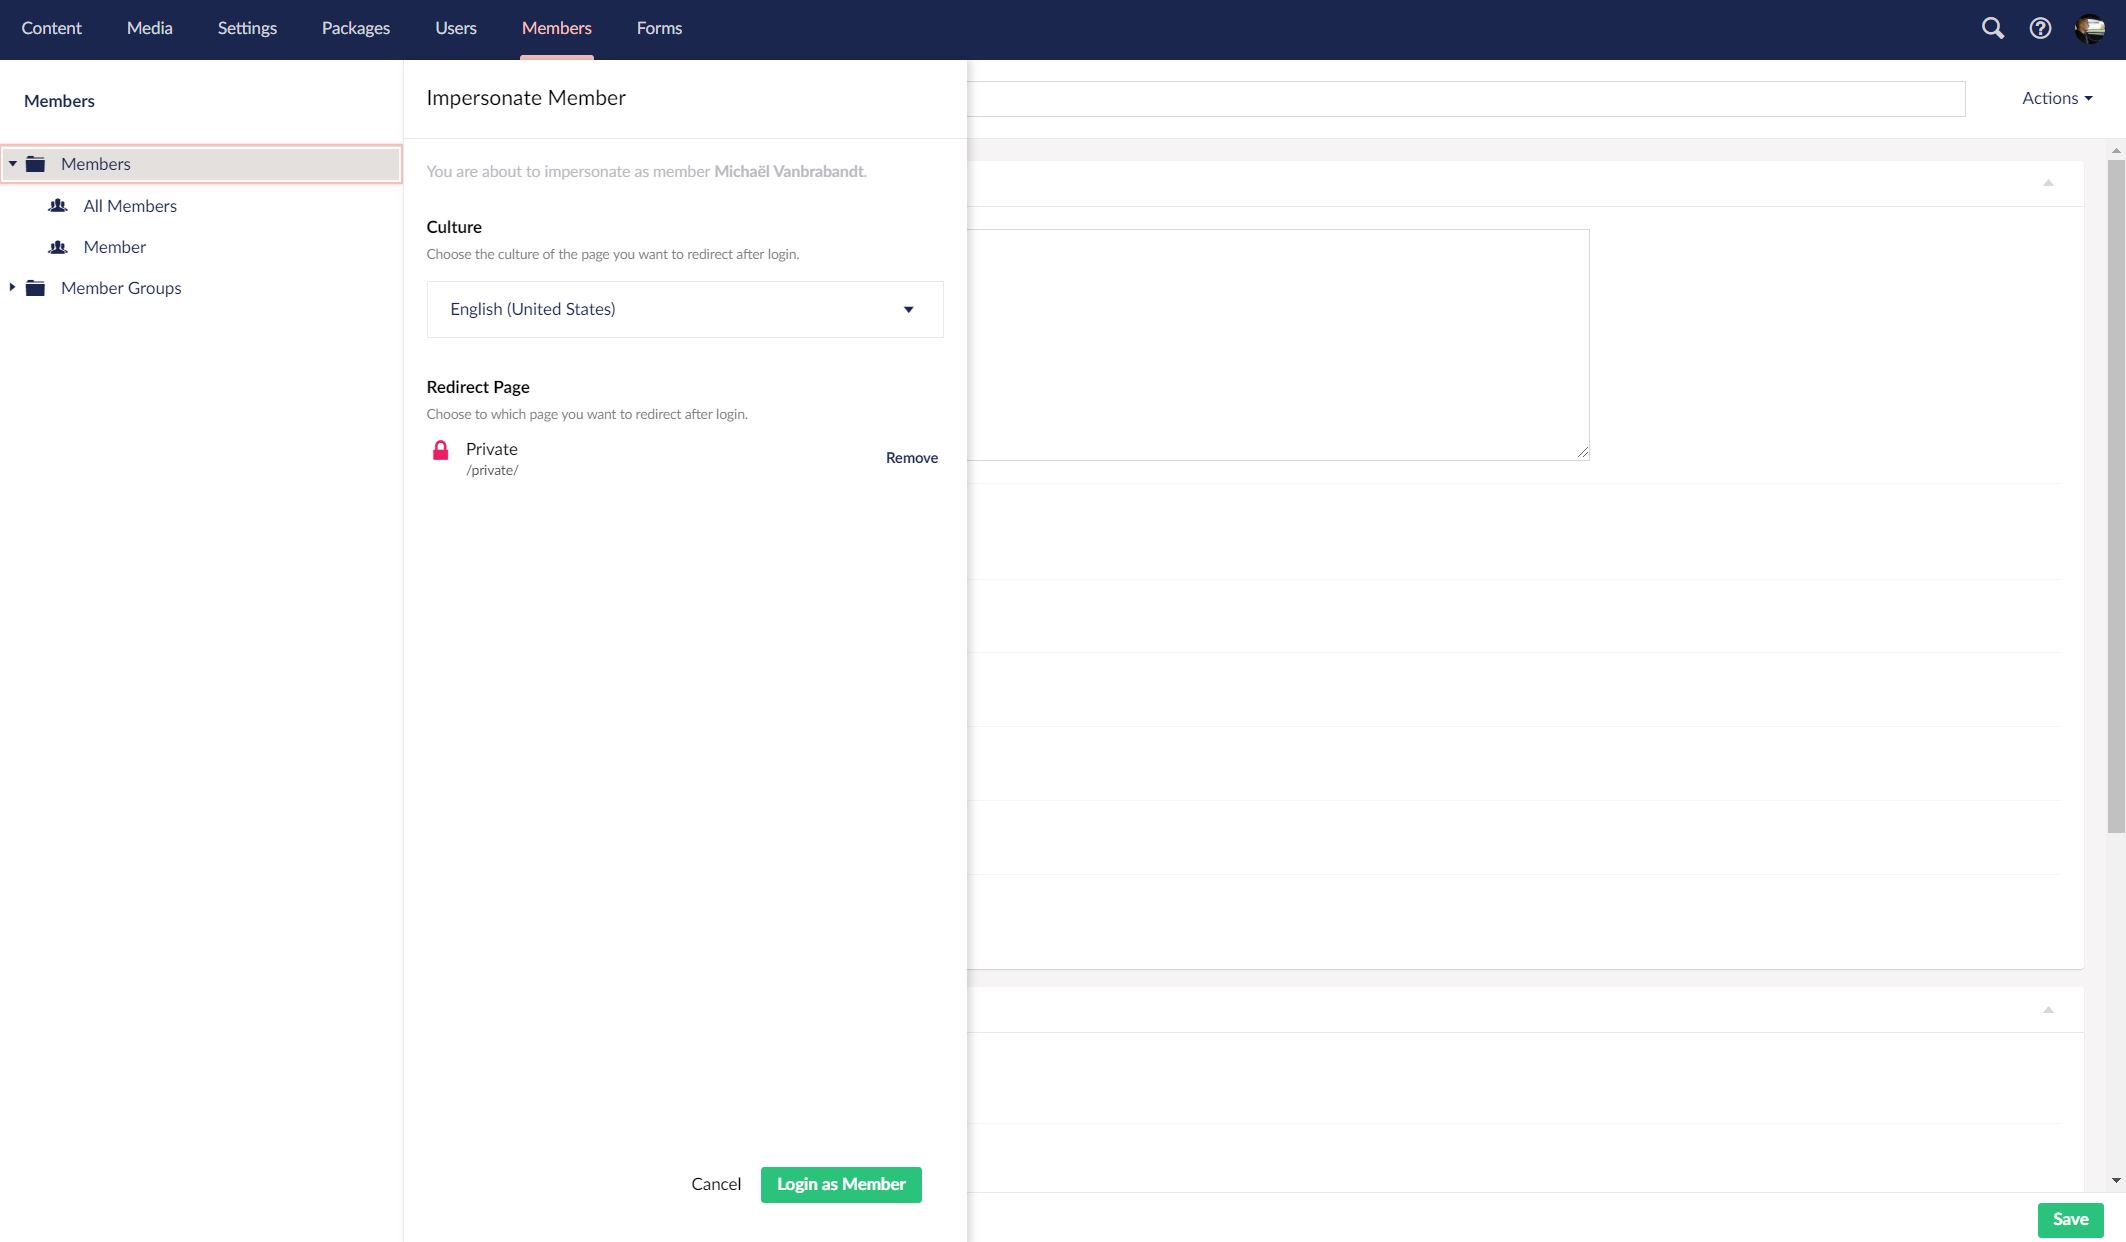 Content Media Settings Packages Users Members Forms
Members
Members
All Members
Member
Member Groups
Impersonate Member
You are about to impersonate as member Michaël Vanbrabandt.
Culture
Choose the culture of the page you want to redirect after login.
English (United States)
Redirect Page
Choose to which page you want to redirect after login.
Private
/private/
Remove
Cancel Login as Member
Actions
Save